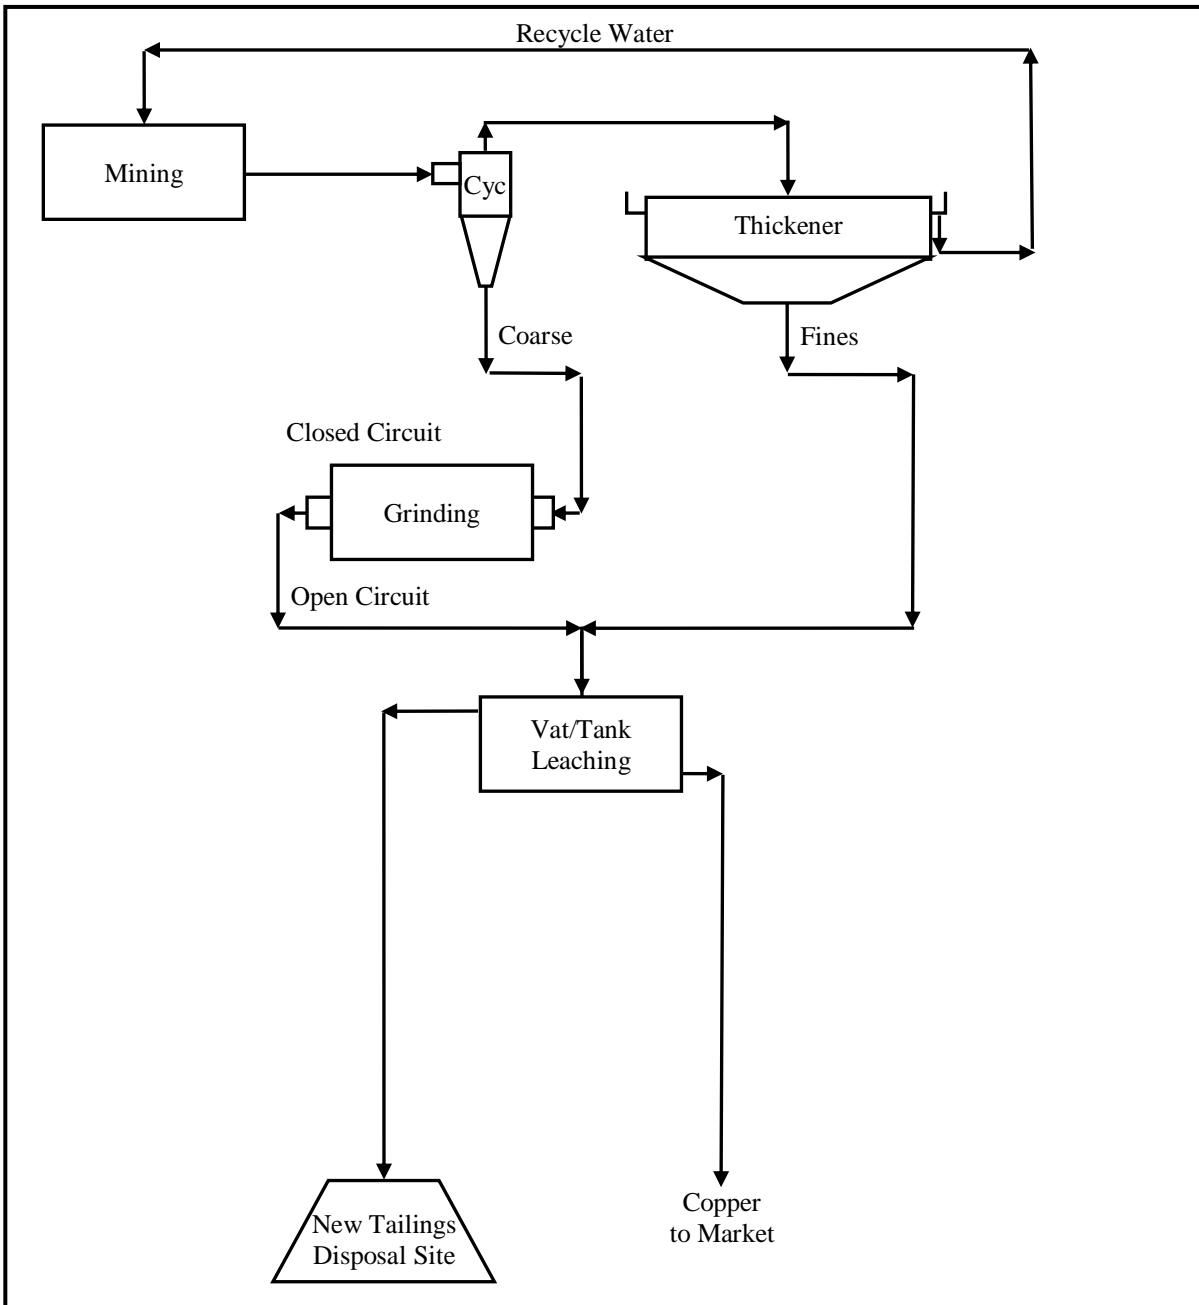 Recycle Water
Mining
Cyc
Thickener
Coarse
Fines
Closed Circuit
Grinding
Open Circuit
Vat/Tank
Leaching
Copper
to Market
New Tailings
Disposal Site